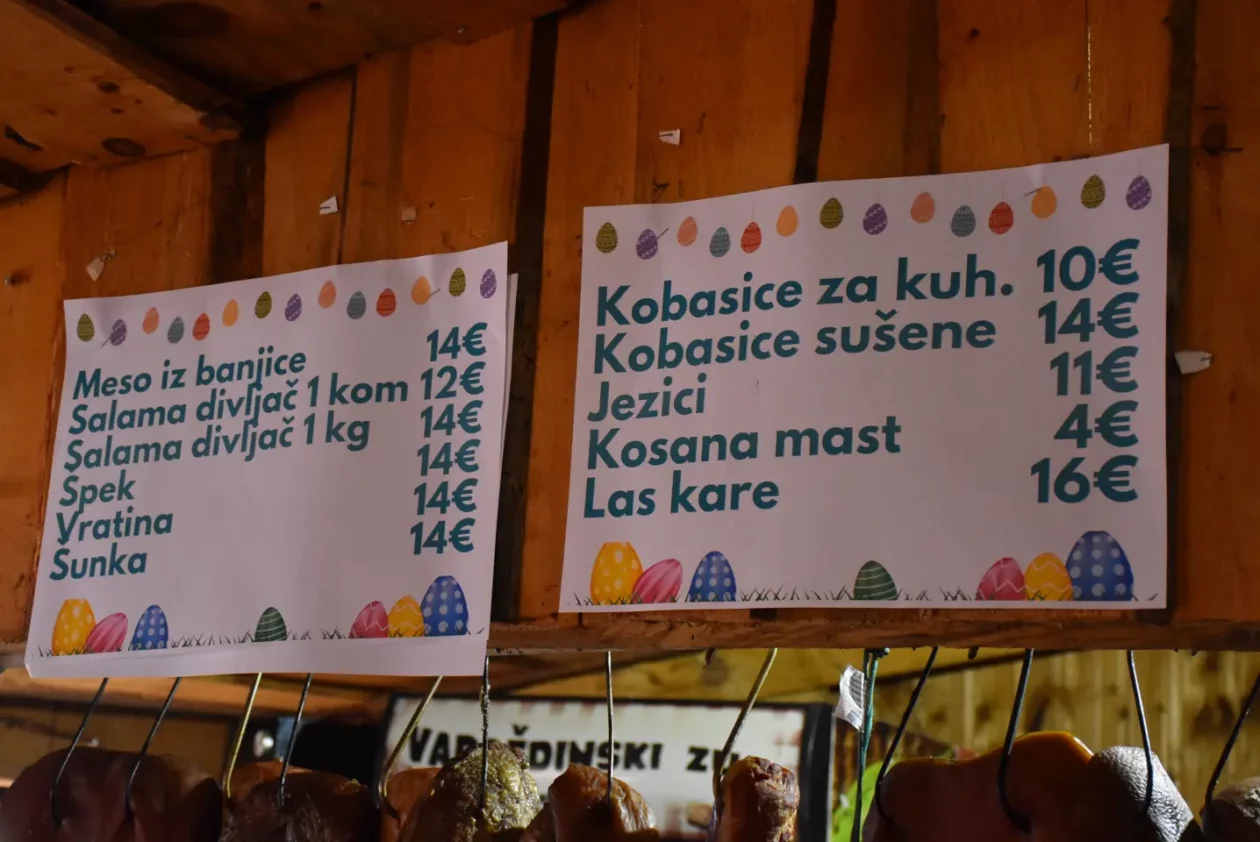 Meso iz banjice 14€
Salama divljač 1 kom 12€
Salama divljač 1 kg 14€
Špek 14€
Vratina 14€
Šunka 14€
Kobasice za kuh. 10€
Kobasice sušene 14€
Jezici 11€
Kosana mast 4€
Las kare 16€